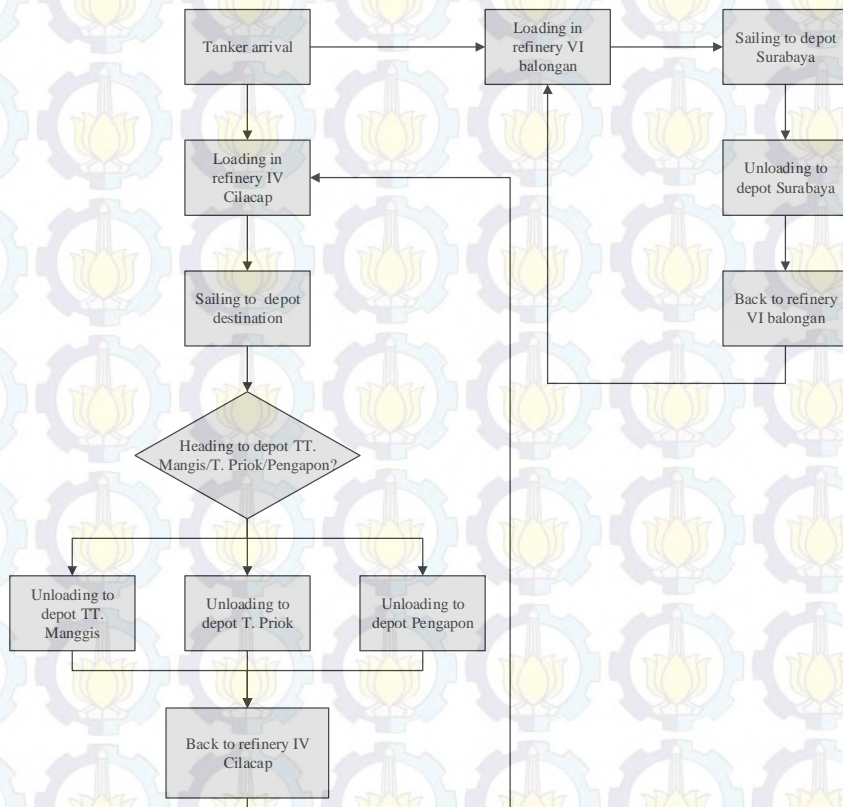 Tanker arrival
Loading in
refinery VI
balongan
Sailing to depot
Surabaya
Loading in
refinery IV
Cilacap
Unloading to
depot Surabaya
Sailing to depot
destination
Back to refinery
VI balongan
Heading to depot TT.
Mangis/T. Priok/Pengapon?
Unloading to
depot TT.
Manggis
Unloading to
depot T. Priok
Unloading to
depot Pengapon
Back to refinery IV
Cilacap